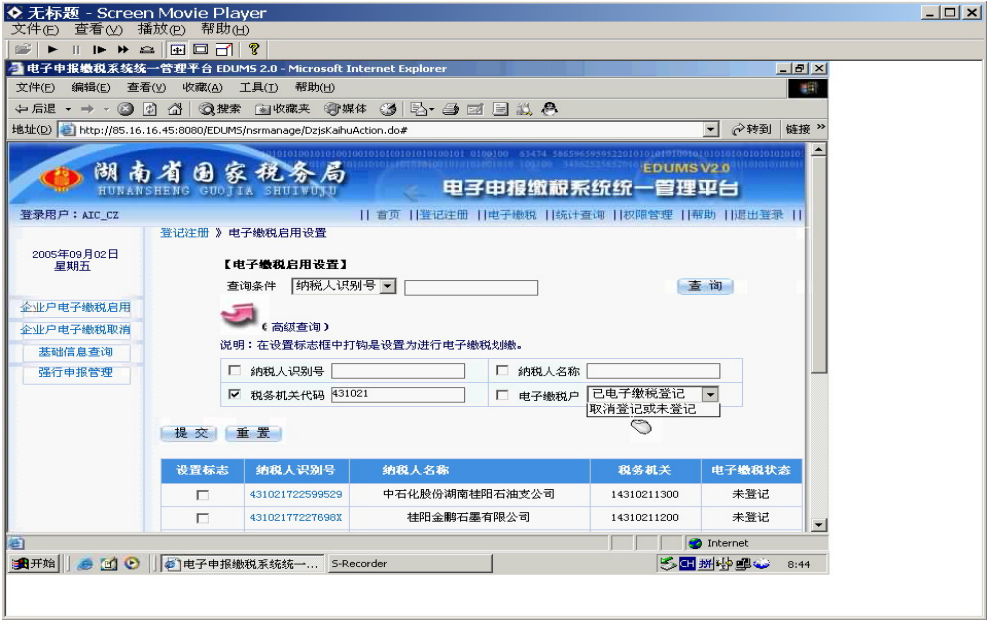 无标题 - Screen Movie Player
文件(F) 查看(V) 播放(P) 帮助(H)
电子申报缴税系统统一管理平台 EDUMS 2.0 - Microsoft Internet Explorer
文件(F) 编辑(E) 查看(V) 收藏(A) 工具(T) 帮助(H)
后退 搜索 收藏夹 媒体
地址(D) http://85.16.16.45:8080/EDUMS/nsrmanage/DzjsKaihuAction.do# 转到 链接 »
湖南省国家税务局
HUNANSHENG GUOJIA SHUIWUJU
EDUMS V2.0
电子申报缴税系统统一管理平台
登录用户：AIC_CZ || 首页 ||登记注册 ||电子缴税 ||统计查询 ||权限管理 ||帮助 ||退出登录 ||
登记注册 》 电子缴税启用设置
2005年09月02日
星期五
企业户电子缴税启用
企业户电子缴税取消
基础信息查询
强行申报管理
【电子缴税启用设置】
查询条件 纳税人识别号 查 询
（高级查询）
说明：在设置标志框中打钩是设置为进行电子缴税划缴。
纳税人识别号 纳税人名称
税务机关代码 431021 电子缴税户 已电子缴税登记
取消登记或未登记
提 交 重 置
设置标志 纳税人识别号 纳税人名称 税务机关 电子缴税状态
431021722599529 中石化股份湖南桂阳石油支公司 14310211300 未登记
43102177227698X 桂阳金鹏石墨有限公司 14310211200 未登记
Internet
开始 电子申报缴税系统统一... S-Recorder CH 拼 8:44